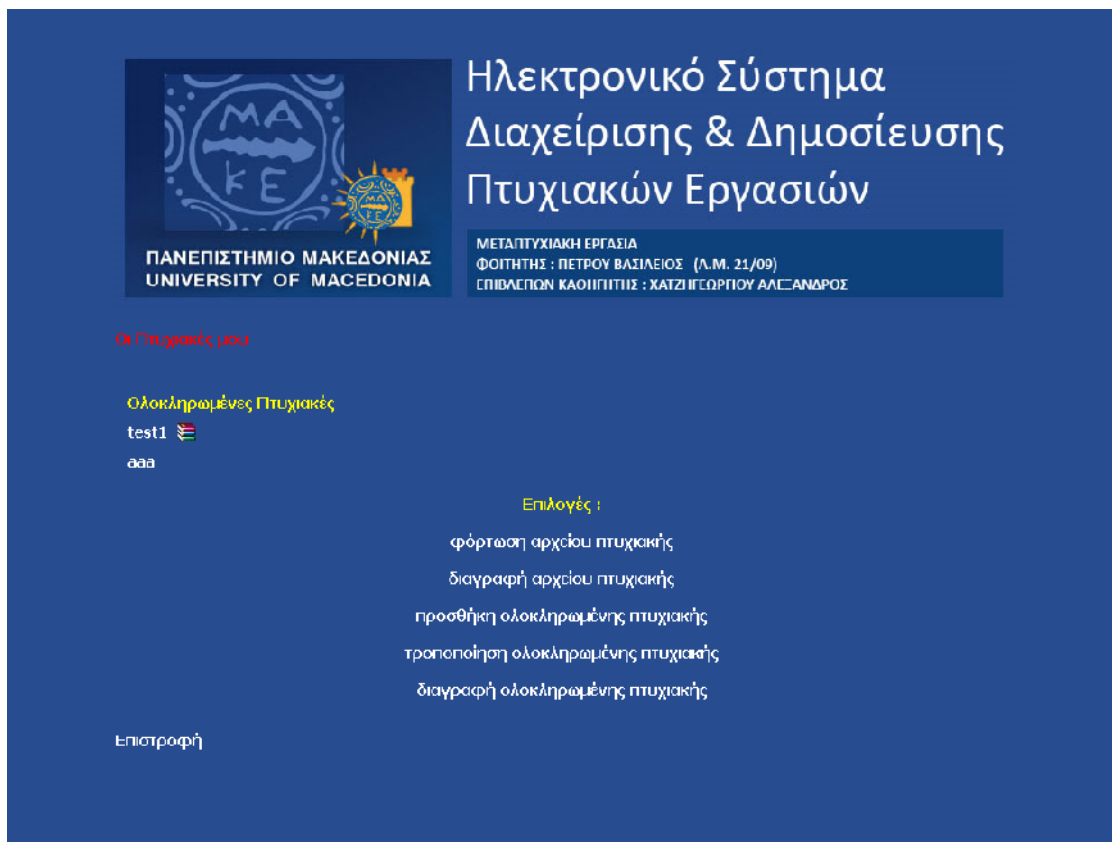 ΜΑ
ΚΕ
ΜΑ
ΚΕ
ΠΑΝΕΠΙΣΤΗΜΙΟ ΜΑΚΕΔΟΝΙΑΣ
UNIVERSITY OF MACEDONIA
Ηλεκτρονικό Σύστημα
Διαχείρισης & Δημοσίευσης
Πτυχιακών Εργασιών
ΜΕΤΑΠΤΥΧΙΑΚΗ ΕΡΓΑΣΙΑ
ΦΟΙΤΗΤΗΣ : ΠΕΤΡΟΥ ΒΑΣΙΛΕΙΟΣ (Α.Μ. 21/09)
ΕΠΙΒΛΕΠΩΝ ΚΑΘΗΓΗΤΗΣ : ΧΑΤΖΗΓΕΩΡΓΙΟΥ ΑΛΕΞΑΝΔΡΟΣ
Οι Πτυχιακές μου
Ολοκληρωμένες Πτυχιακές
test1
aaa
Επιλογές :
φόρτωση αρχείου πτυχιακής
διαγραφή αρχείου πτυχιακής
προσθήκη ολοκληρωμένης πτυχιακής
τροποποίηση ολοκληρωμένης πτυχιακής
διαγραφή ολοκληρωμένης πτυχιακής
Επιστροφή